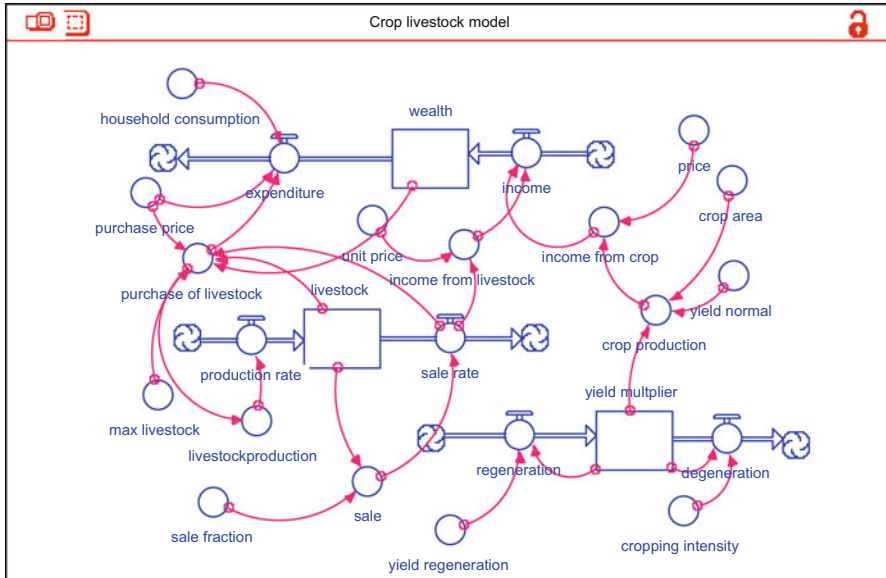 Crop livestock model
household consumption
wealth
expenditure
income
price
crop area
purchase price
unit price
income from livestock
income from crop
purchase of livestock
livestock
yield normal
crop production
production rate
sale rate
yield multplier
max livestock
livestockproduction
regeneration
degeneration
sale fraction
sale
yield regeneration
cropping intensity